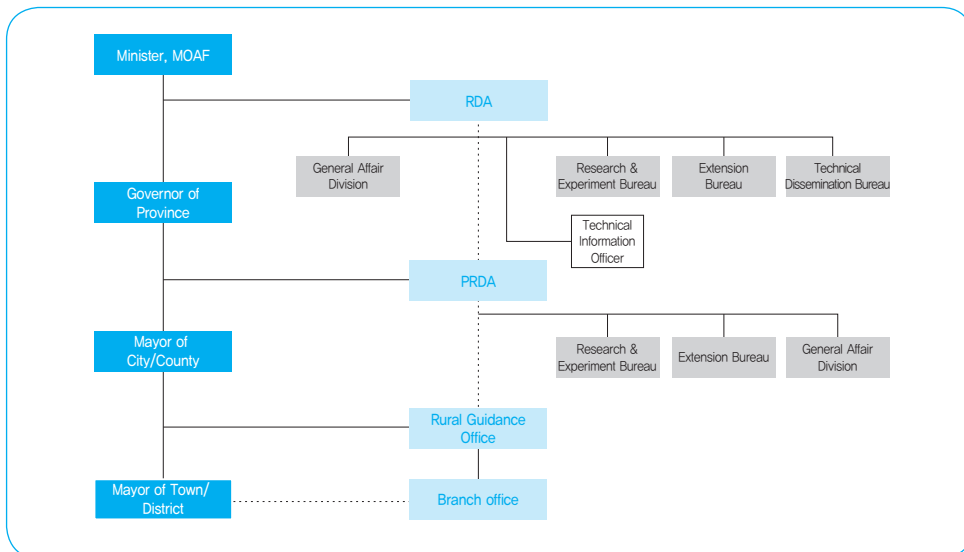 Minister, MOAF
RDA
General Affair
Division
Research &
Experiment Bureau
Extension
Bureau
Technical
Dissemination Bureau
Governor of
Province
Technical
Information
Officer
PRDA
Mayor of
City/County
Research &
Experiment Bureau
Extension Bureau
General Affair
Division
Rural Guidance
Office
Mayor of Town/
District
Branch office